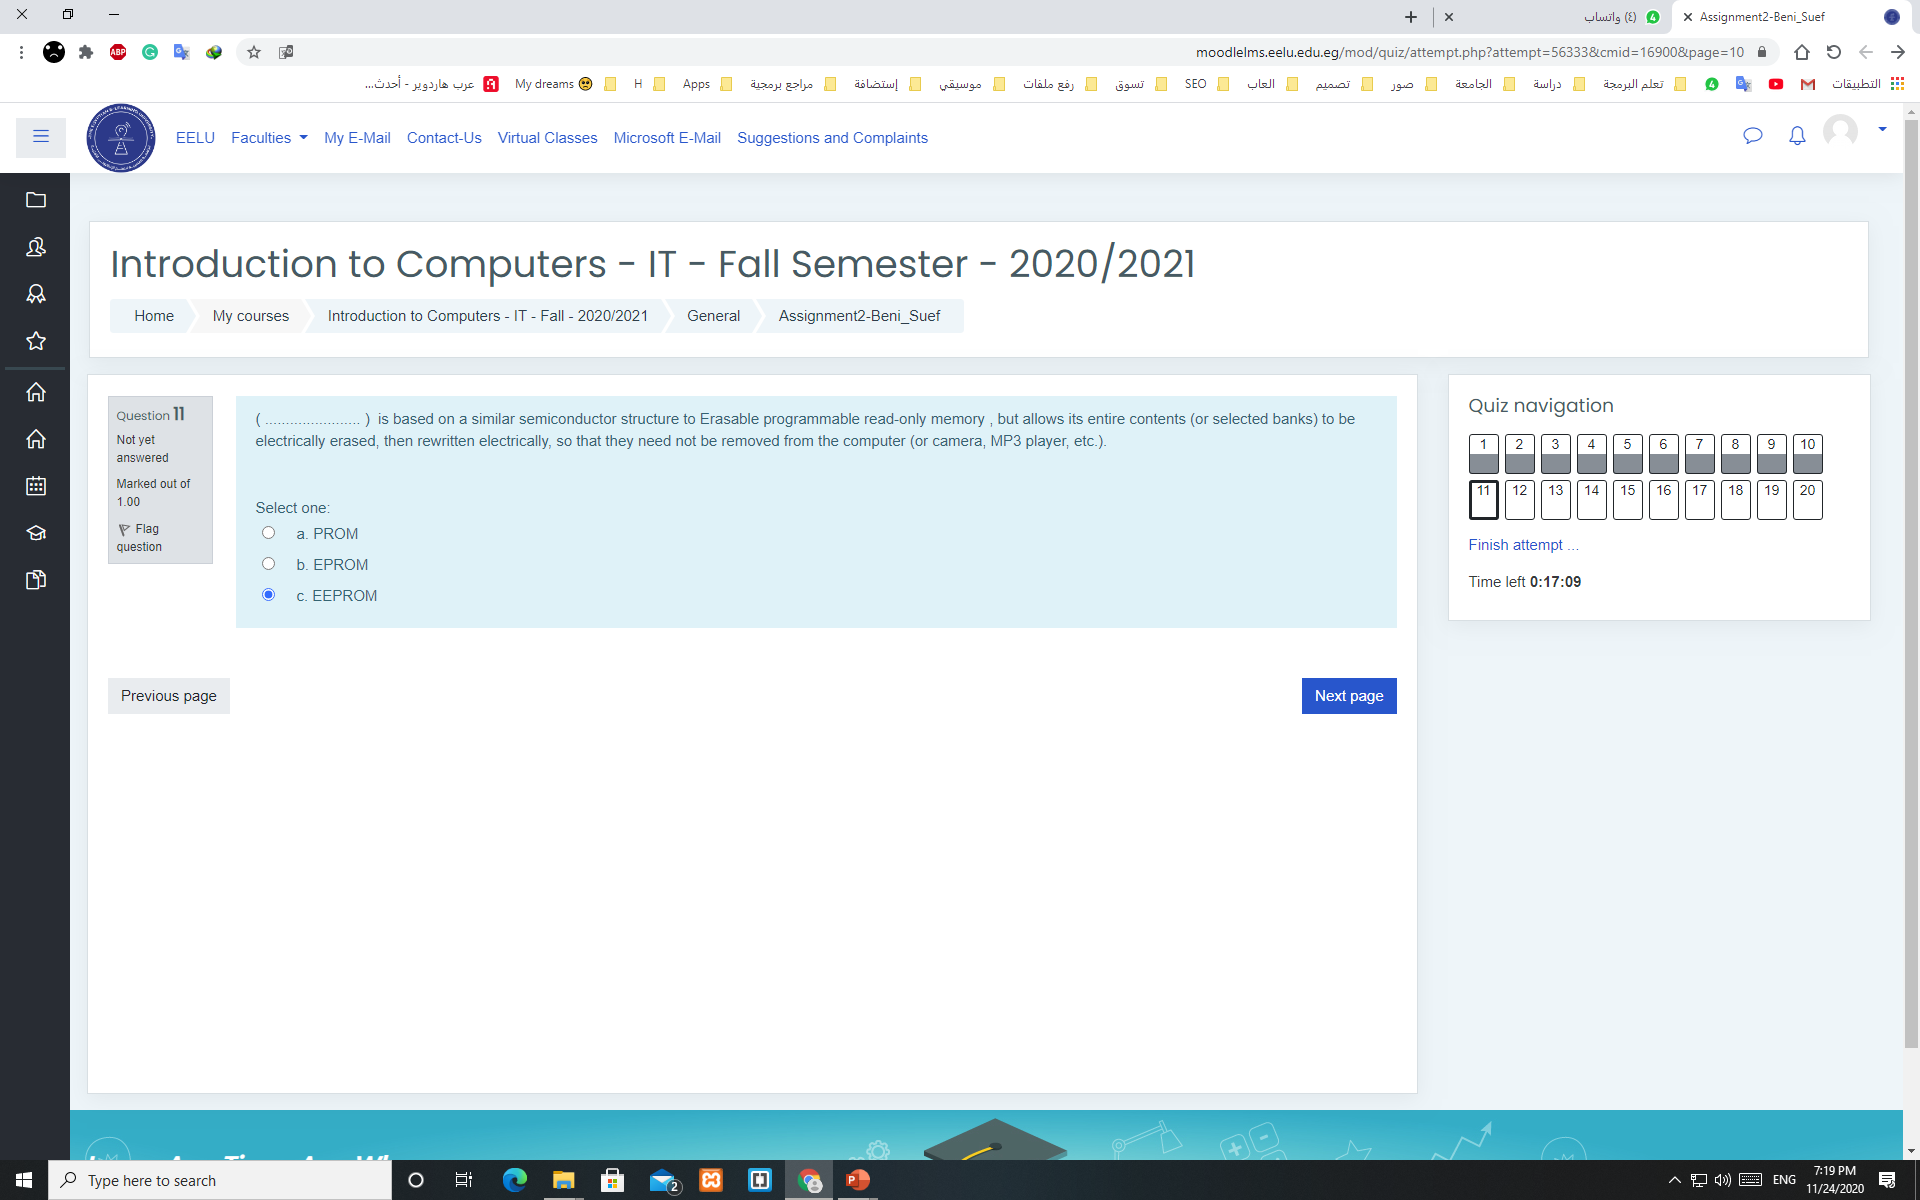 (٤) واتساب
Assignment2-Beni_Suef
moodlelms.eelu.edu.eg/mod/quiz/attempt.php?attempt=56333&cmid=16900&page=10
ABP
عرب هاردوير - أحدث...
My dreams
H
Apps
مراجع برمجية
إستضافة
موسيقي
رفع ملفات
تسوق
SEO
العاب
تصميم
صور
الجامعة
دراسة
تعلم البرمجة
التطبيقات
EELU Faculties My E-Mail Contact-Us Virtual Classes Microsoft E-Mail Suggestions and Complaints
Introduction to Computers - IT - Fall Semester - 2020/2021
Home My courses Introduction to Computers - IT - Fall - 2020/2021 General Assignment2-Beni_Suef
Question 11
Not yet
answered
Marked out of
1.00
Flag
question
( ....................... ) is based on a similar semiconductor structure to Erasable programmable read-only memory , but allows its entire contents (or selected banks) to be
electrically erased, then rewritten electrically, so that they need not be removed from the computer (or camera, MP3 player, etc.).
Select one:
a. PROM
b. EPROM
c. EEPROM
Previous page
Next page
Quiz navigation
1 2 3 4 5 6 7 8 9 10
11 12 13 14 15 16 17 18 19 20
Finish attempt ...
Time left 0:17:09
Type here to search
2
ENG
7:19 PM
11/24/2020